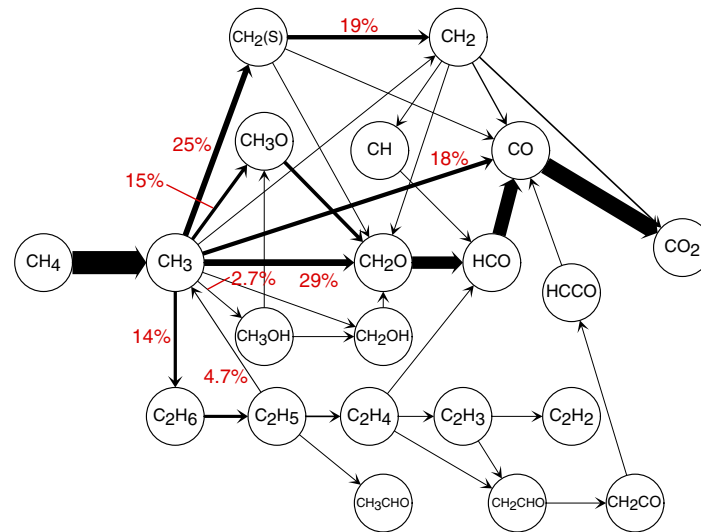 19%
CH2(S)
CH2
25%
CH3O
CH
CO
15%
18%
CH4
CH3
CH2O
HCO
CO2
2.7%
29%
HCCO
14%
CH3OH
CH2OH
4.7%
C2H6
C2H5
C2H4
C2H3
C2H2
CH3CHO
CH2CHO
CH2CO